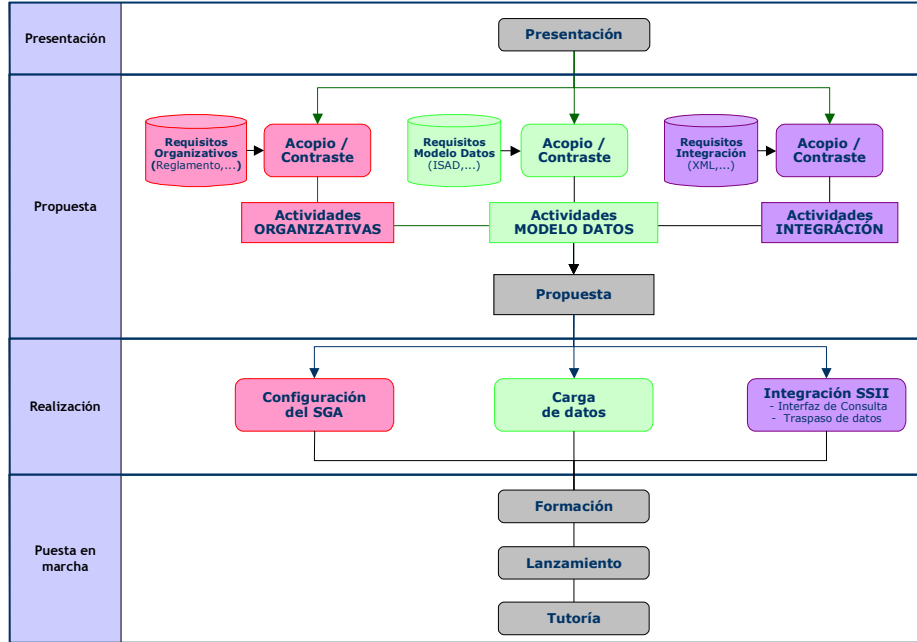 Presentación
Presentación
Propuesta
Requisitos
Organizativos
(Reglamento,...)
Acopio /
Contraste
Requisitos
Modelo Datos
(ISAD,...)
Acopio /
Contraste
Requisitos
Integración
(XML,...)
Acopio /
Contraste
Actividades
ORGANIZATIVAS
Actividades
MODELO DATOS
Actividades
INTEGRACIÓN
Propuesta
Realización
Configuración
del SGA
Carga
de datos
Integración SSII
- Interfaz de Consulta
- Traspaso de datos
Puesta en
marcha
Formación
Lanzamiento
Tutoría